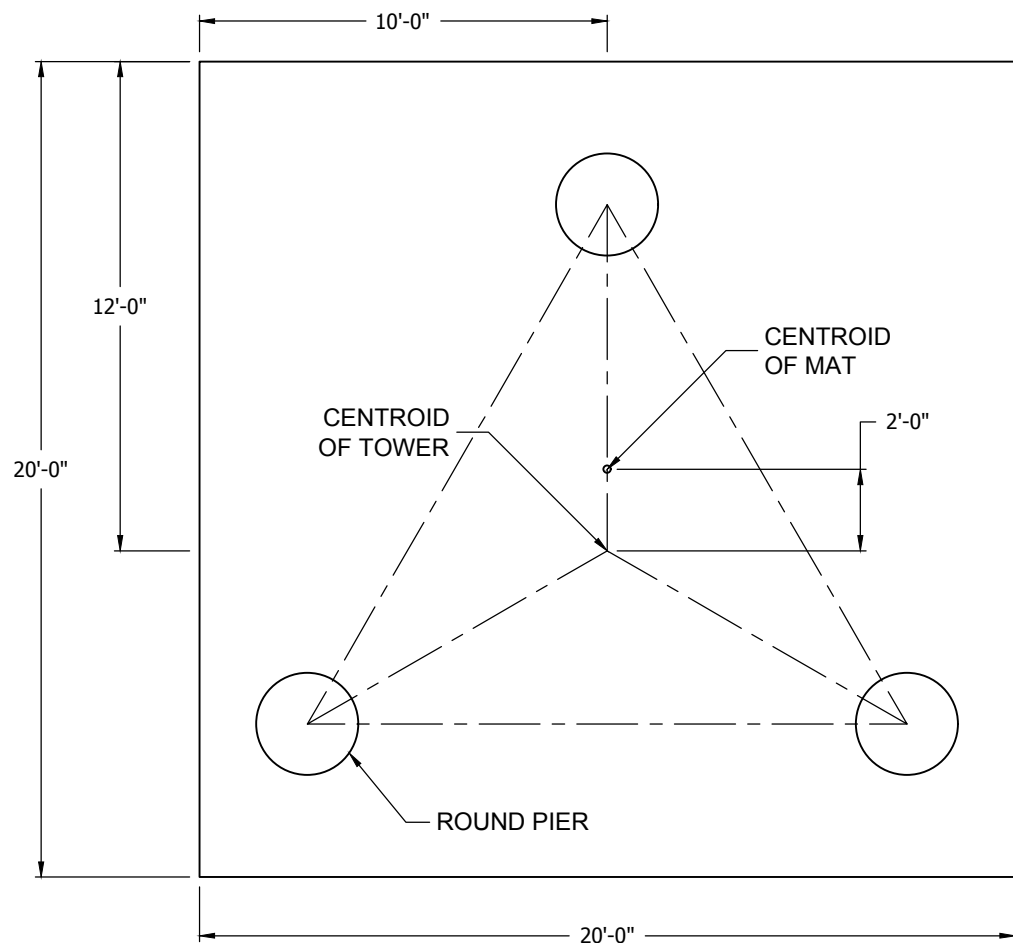 10'-0"
12'-0"
CENTROID
OF MAT
CENTROID
OF TOWER
2'-0"
20'-0"
ROUND PIER
20'-0"